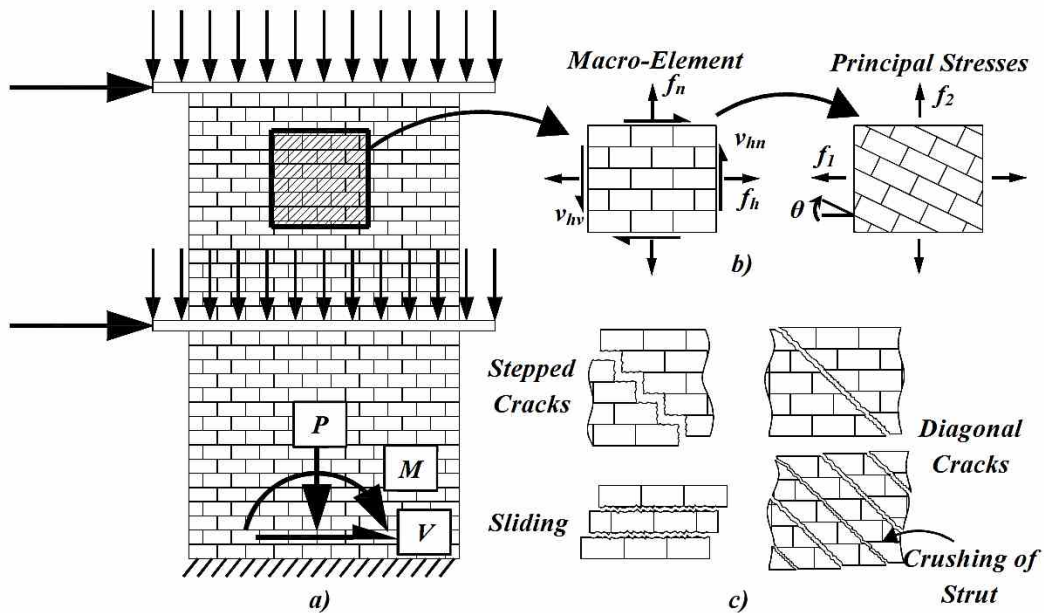 Macro-Element
Principal Stresses
fn
vhn
fh
vhv
f2
f1
θ
b)
P
M
V
a)
Stepped
Cracks
Diagonal
Cracks
Sliding
Crushing of
Strut
c)